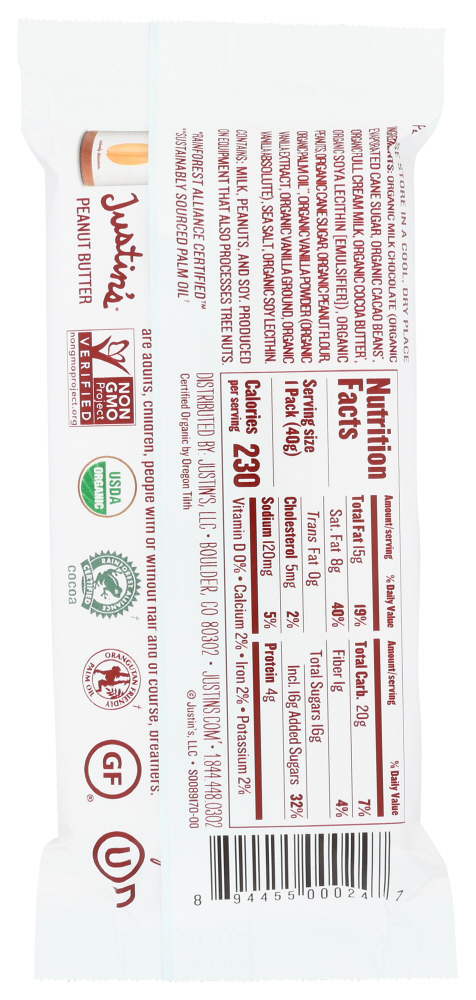 RE STORE IN A COOL, DRY PLACE
INGREDIENTS: ORGANIC MILK CHOCOLATE (ORGANIC
EVAPORATED CANE SUGAR, ORGANIC CACAO BEANS*,
ORGANIC FULL CREAM MILK, ORGANIC COCOA BUTTER*,
ORGANIC SOYA LECITHIN [EMULSIFIER]), ORGANIC
PEANUTS, ORGANIC CANE SUGAR, ORGANIC PEANUT FLOUR,
ORGANIC PALM OIL**, ORGANIC VANILLA POWDER (ORGANIC
VANILLA EXTRACT, ORGANIC VANILLA GROUND, ORGANIC
VANILLA ABSOLUTE), SEA SALT, ORGANIC SOY LECITHIN.
CONTAINS: MILK, PEANUTS, AND SOY. PRODUCED
ON EQUIPMENT THAT ALSO PROCESSES TREE NUTS.
*RAINFOREST ALLIANCE CERTIFIED™
**SUSTAINABLY SOURCED PALM OIL†
Nutrition
Facts
Serving size
1 Pack (40g)
Calories 230
per serving
Amount/serving % Daily Value
Total Fat 15g 19%
Sat. Fat 8g 40%
Trans Fat 0g
Cholesterol 5mg 2%
Sodium 120mg 5%
Amount/serving % Daily Value
Total Carb. 20g 7%
Fiber 1g 4%
Total Sugars 16g
Incl. 16g Added Sugars 32%
Protein 4g
Vitamin D 0% • Calcium 2% • Iron 2% • Potassium 2%
DISTRIBUTED BY: JUSTIN'S, LLC • BOULDER, CO 80302 • JUSTINS.COM • 1.844.448.0302
Certified Organic by Oregon Tilth
© Justin's, LLC • S0089170-00
are adults, children, people with or without hair and of course, breathers.
Justin's®
PEANUT BUTTER
NON
GMO
Project
VERIFIED
nongmoproject.org
USDA
ORGANIC
RAINFOREST ALLIANCE
CERTIFIED
COCOA
†
ORANGUTAN FRIENDLY
PALM OIL
†
GF
®
U
8 94455 00024 7